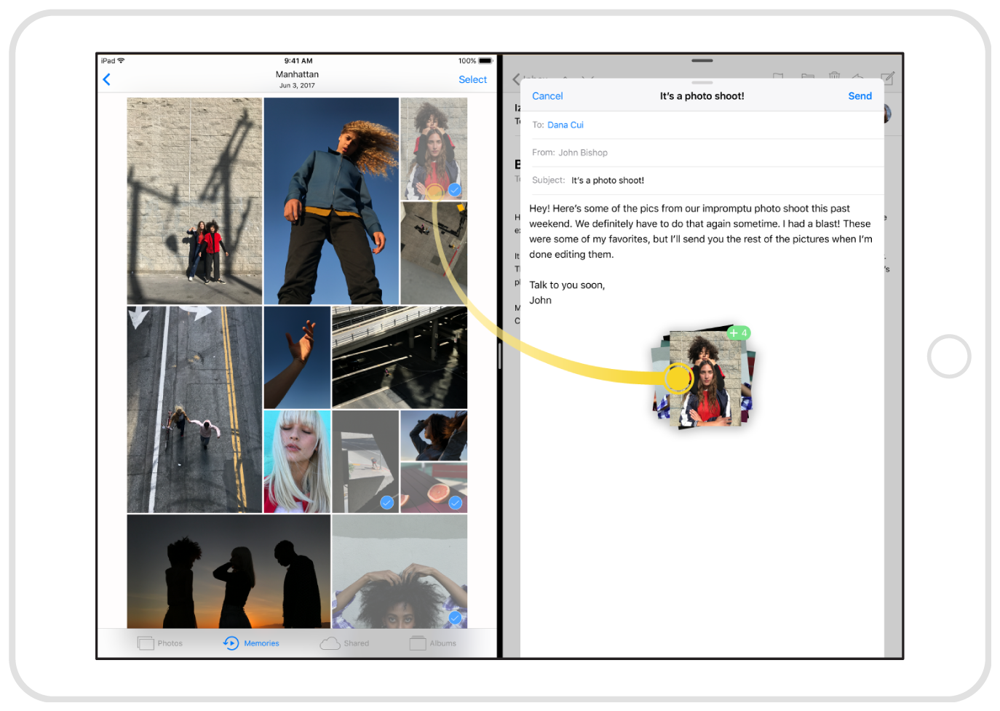 iPad
9:41 AM
100%
Manhattan
Jun 3, 2017
Select
Photos
Memories
Shared
Albums
Inbox
Cancel
It's a photo shoot!
Send
To: Dana Cui
From: John Bishop
Subject: It's a photo shoot!
Hey! Here's some of the pics from our impromptu photo shoot this past
weekend. We definitely have to do that again sometime. I had a blast! These
were some of my favorites, but I'll send you the rest of the pictures when I'm
done editing them.
Talk to you soon,
John
+ 4